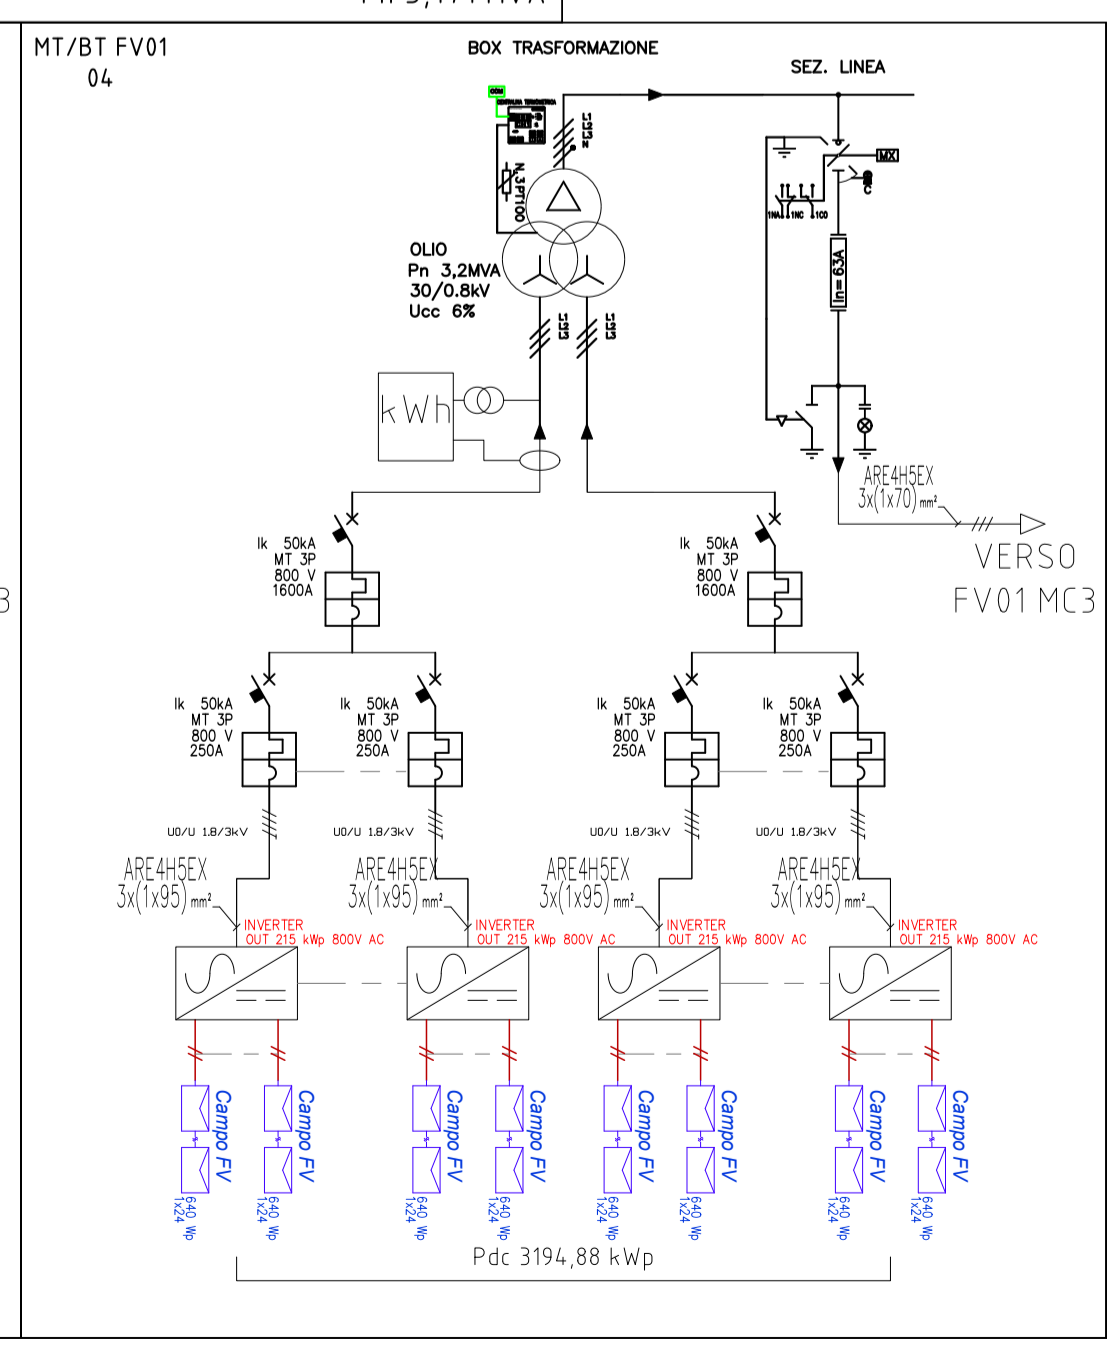 MT/BT FV01
04
BOX TRASFORMAZIONE
SEZ. LINEA
COM
CENTRALINA TERMOMETRICA
N.3PT100
MX
1NA 1NC 1CO
In=63A
OLIO
Pn 3,2MVA
30/0.8kV
Ucc 6%
kWh
ARE4H5EX
3x(1x70)mm²
VERSO
FV01 MC3
3
Ik 50kA
MT 3P
800 V
1600A
Ik 50kA
MT 3P
800 V
1600A
Ik 50kA
MT 3P
800 V
250A
Ik 50kA
MT 3P
800 V
250A
Ik 50kA
MT 3P
800 V
250A
Ik 50kA
MT 3P
800 V
250A
U0/U 1.8/3kV
U0/U 1.8/3kV
U0/U 1.8/3kV
U0/U 1.8/3kV
ARE4H5EX
3x(1x95)mm²
ARE4H5EX
3x(1x95)mm²
ARE4H5EX
3x(1x95)mm²
ARE4H5EX
3x(1x95)mm²
INVERTER
OUT 215 kWp 800V AC
INVERTER
OUT 215 kWp 800V AC
INVERTER
OUT 215 kWp 800V AC
INVERTER
OUT 215 kWp 800V AC
Campo FV
Campo FV
Campo FV
Campo FV
Campo FV
Campo FV
Campo FV
Campo FV
640 Wp
1x24
640 Wp
1x24
640 Wp
1x24
640 Wp
1x24
640 Wp
1x24
640 Wp
1x24
640 Wp
1x24
640 Wp
1x24
Pdc 3194,88 kWp